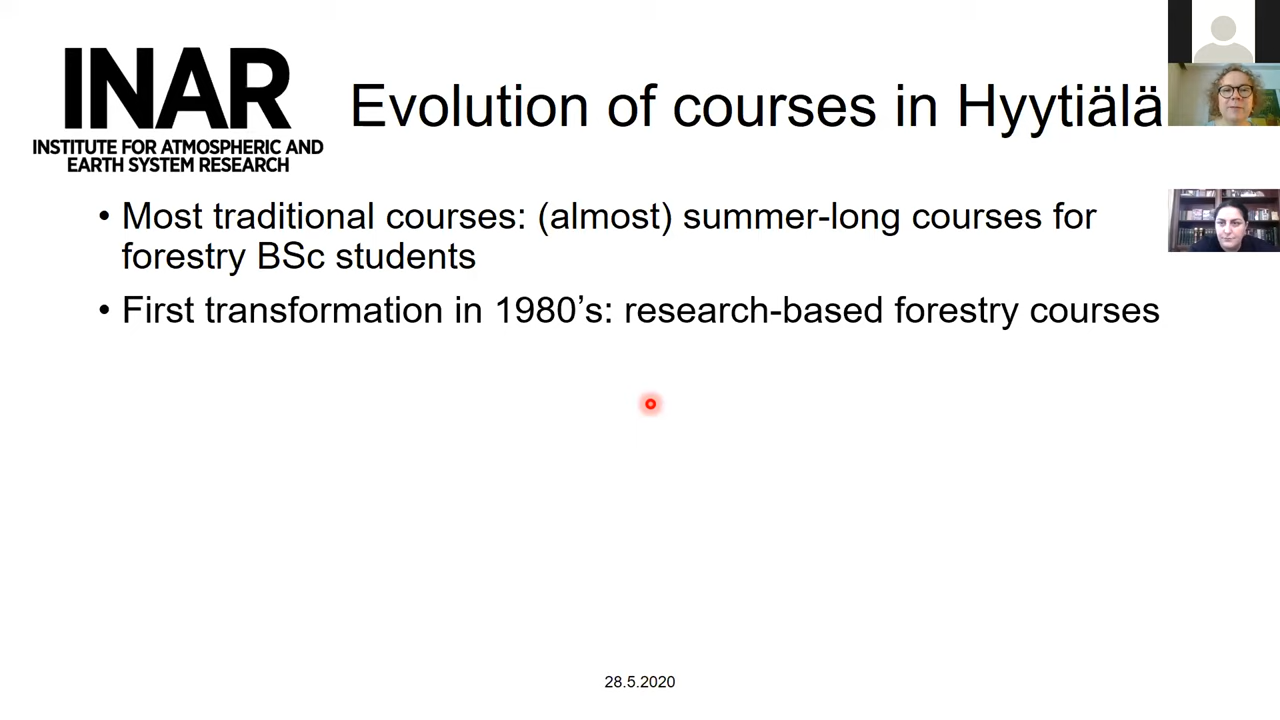 INAR
INSTITUTE FOR ATMOSPHERIC AND
EARTH SYSTEM RESEARCH
Evolution of courses in Hyytiälä
• Most traditional courses: (almost) summer-long courses for
forestry BSc students
• First transformation in 1980’s: research-based forestry courses
28.5.2020